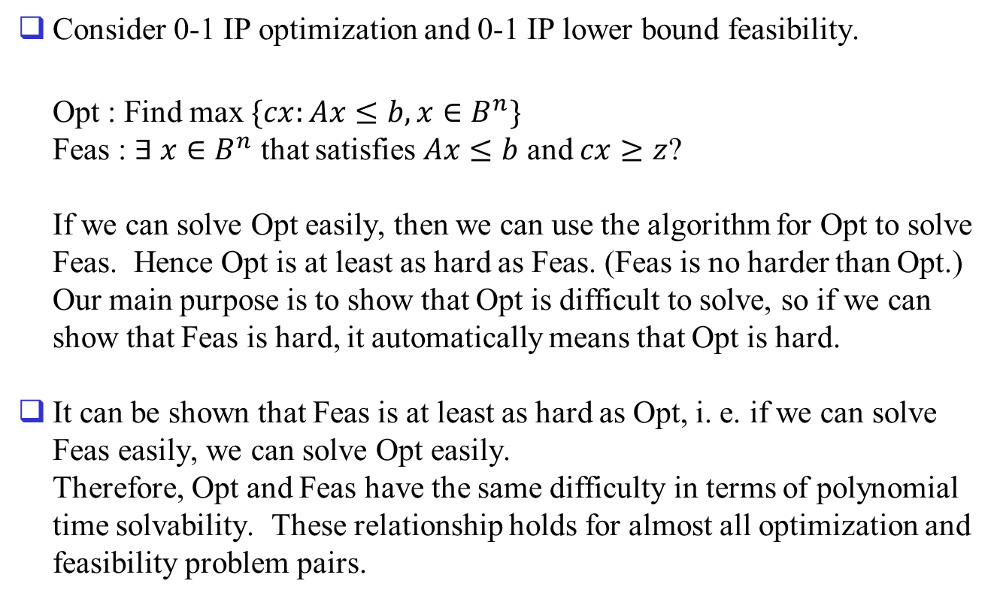 ❑ Consider 0-1 IP optimization and 0-1 IP lower bound feasibility.
Opt : Find max {cx: Ax ≤ b, x ∈ Bⁿ}
Feas : ∃ x ∈ Bⁿ that satisfies Ax ≤ b and cx ≥ z?
If we can solve Opt easily, then we can use the algorithm for Opt to solve
Feas. Hence Opt is at least as hard as Feas. (Feas is no harder than Opt.)
Our main purpose is to show that Opt is difficult to solve, so if we can
show that Feas is hard, it automatically means that Opt is hard.
❑ It can be shown that Feas is at least as hard as Opt, i. e. if we can solve
Feas easily, we can solve Opt easily.
Therefore, Opt and Feas have the same difficulty in terms of polynomial
time solvability. These relationship holds for almost all optimization and
feasibility problem pairs.